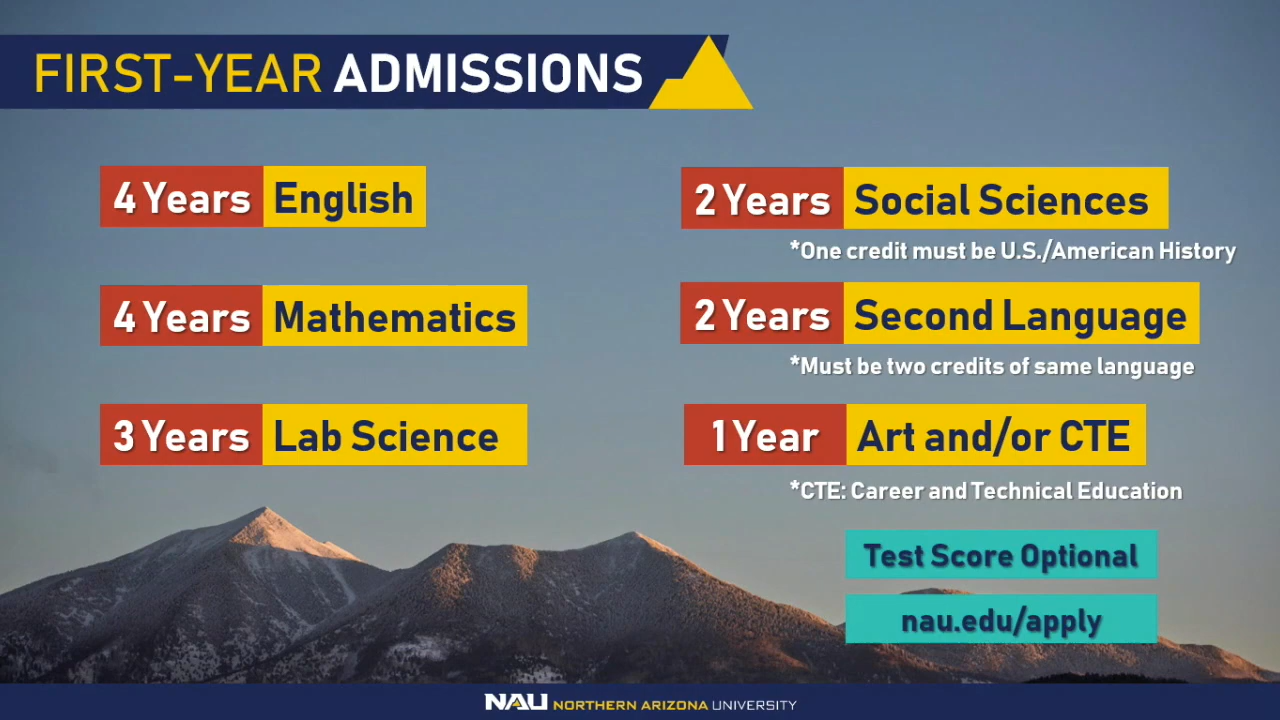 FIRST-YEAR ADMISSIONS
4 Years English
4 Years Mathematics
3 Years Lab Science
2 Years Social Sciences
*One credit must be U.S./American History
2 Years Second Language
*Must be two credits of same language
1 Year Art and/or CTE
*CTE: Career and Technical Education
Test Score Optional
nau.edu/apply
NAU NORTHERN ARIZONA UNIVERSITY